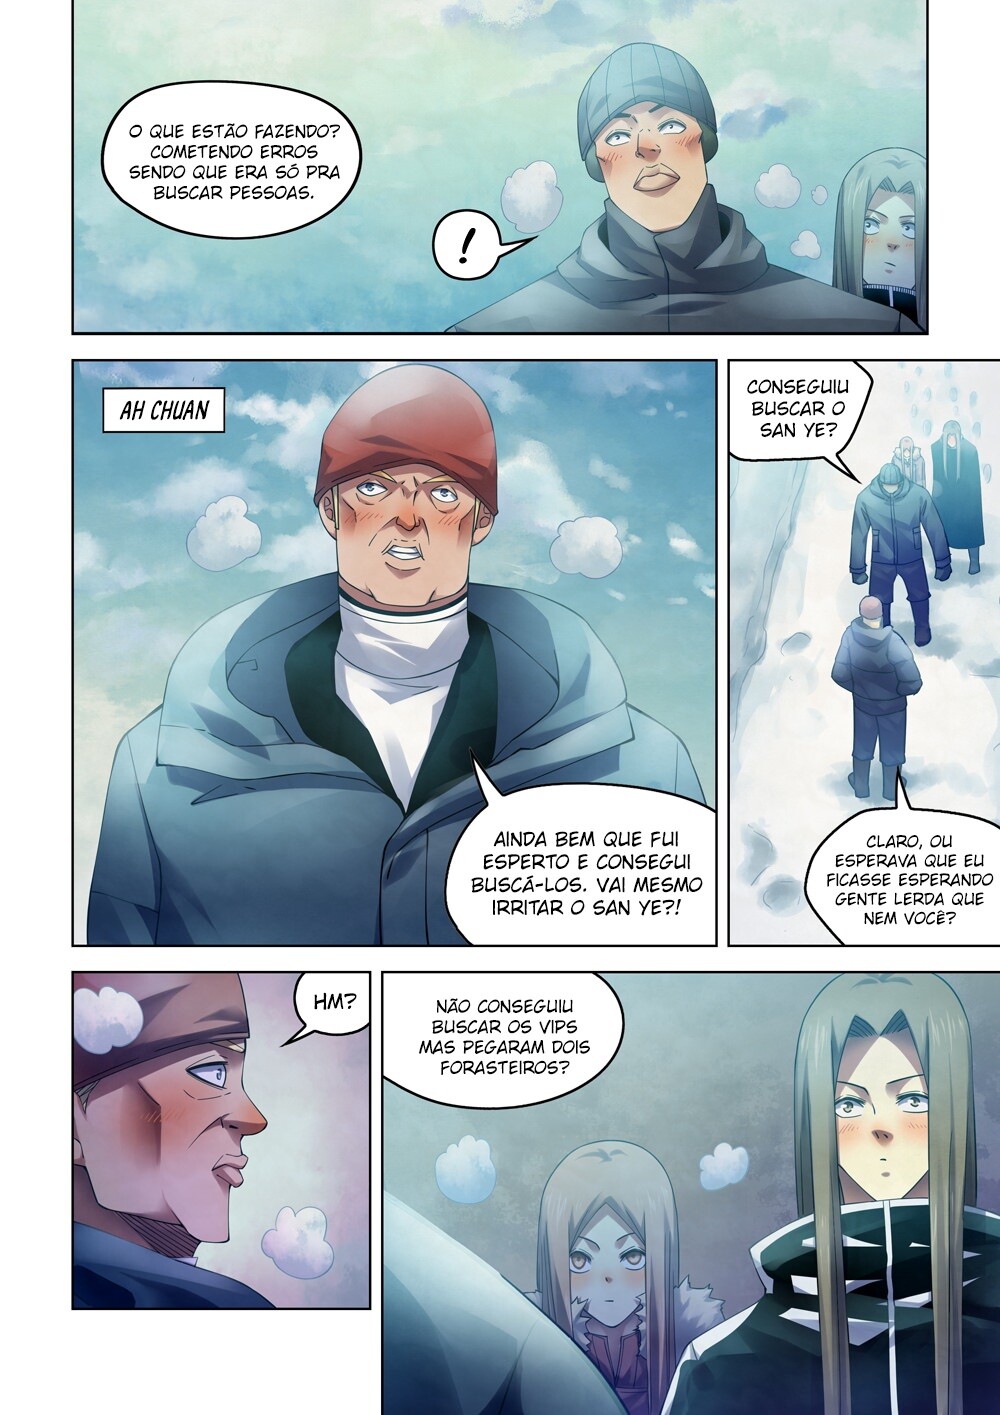 O QUE ESTÃO FAZENDO?
COMETENDO ERROS
SENDO QUE ERA SÓ PRA
BUSCAR PESSOAS.
!
AH CHUAN
AINDA BEM QUE FUI
ESPERTO E CONSEGUI
BUSCÁ-LOS. VAI MESMO
IRRITAR O SAN YE?!
CONSEGUIU
BUSCAR O
SAN YE?
CLARO, OU
ESPERAVA QUE EU
FICASSE ESPERANDO
GENTE LERDA QUE
NEM VOCÊ?
HM?
NÃO CONSEGUIU
BUSCAR OS VIPS
MAS PEGARAM DOIS
FORASTEIROS?